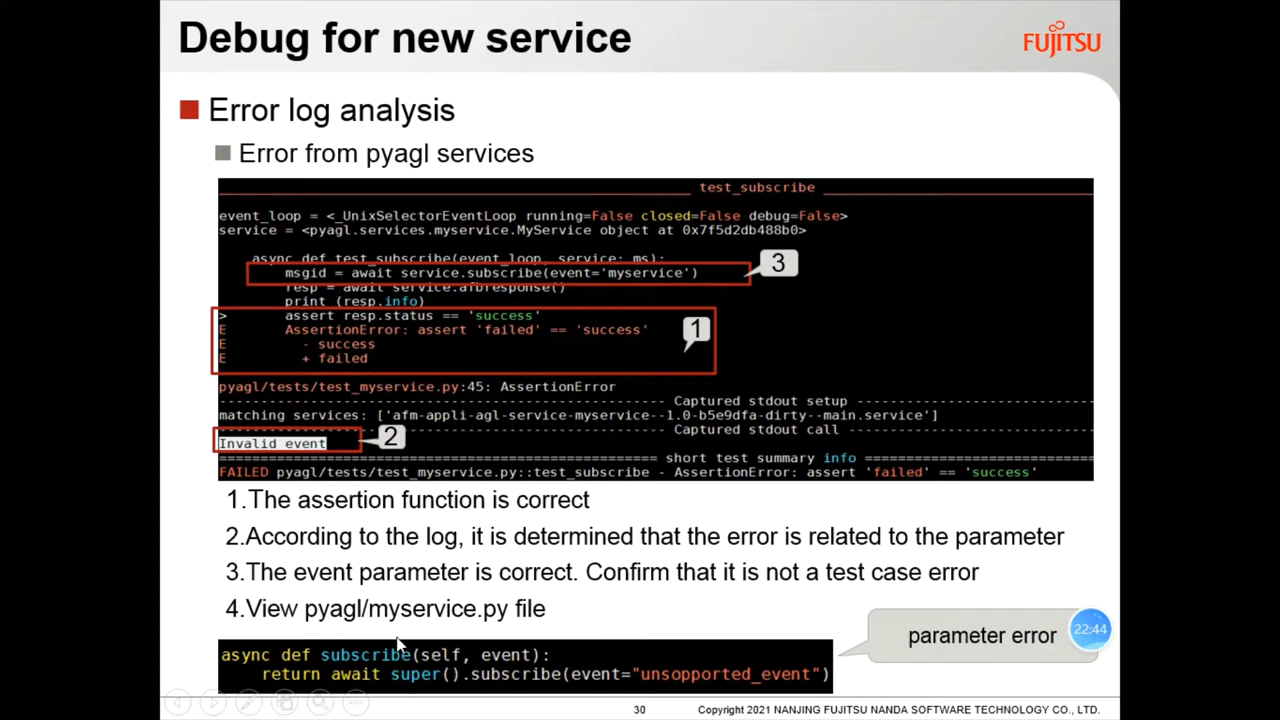 Debug for new service
FUJITSU
Error log analysis
Error from pyagl services
test_subscribe
event_loop = <_UnixSelectorEventLoop running=False closed=False debug=False>
service = <pyagl.services.myservice.MyService object at 0x7f5d2db488b0>
async def test_subscribe(event_loop, service: ms):
msgid = await service.subscribe(event='myservice')
3
resp = await service.afbresponse()
print (resp.info)
> assert resp.status == 'success'
E AssertionError: assert 'failed' == 'success'
1
E - success
E + failed
pyagl/tests/test_myservice.py:45: AssertionError
Captured stdout setup
matching services: ['afm-appli-agl-service-myservice--1.0-b5e9dfa-dirty--main.service']
Captured stdout call
Invalid event
2
short test summary info
FAILED pyagl/tests/test_myservice.py::test_subscribe - AssertionError: assert 'failed' == 'success'
1.The assertion function is correct
2.According to the log, it is determined that the error is related to the parameter
3.The event parameter is correct. Confirm that it is not a test case error
4.View pyagl/myservice.py file
parameter error
22:44
async def subscribe(self, event):
return await super().subscribe(event="unsopported_event")
30
Copyright 2021 NANJING FUJITSU NANDA SOFTWARE TECHNOLOGY CO., LTD.